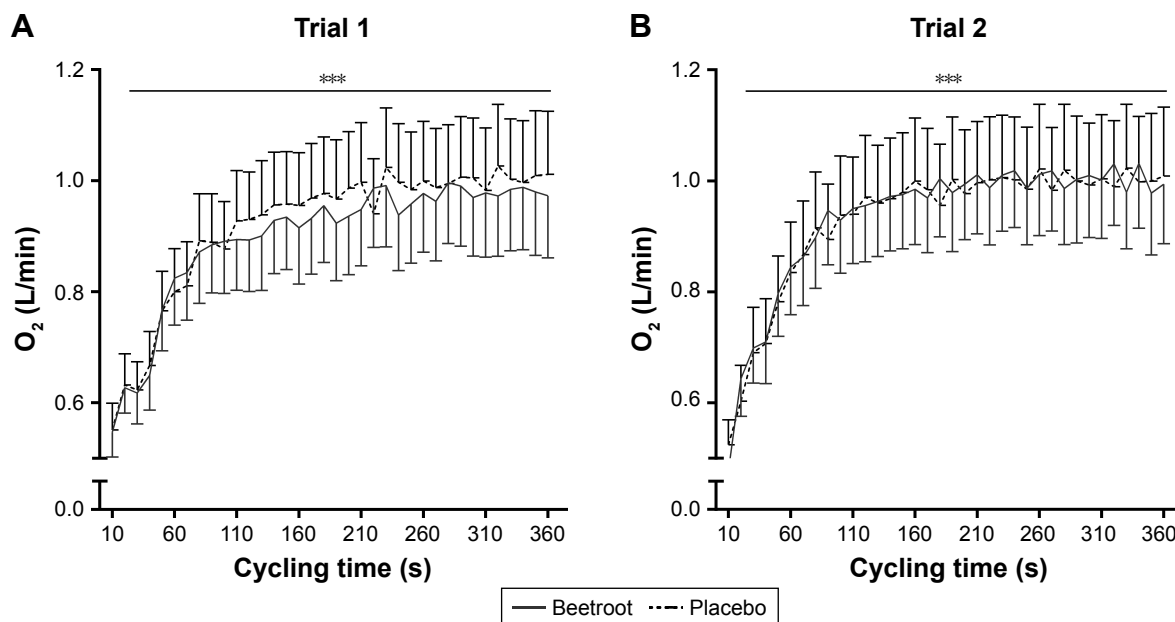 A
Trial 1
1.2
1.0
0.8
0.6
0.0
O2 (L/min)
***
10 60 110 160 210 260 310 360
Cycling time (s)
B
Trial 2
1.2
1.0
0.8
0.6
0.0
O2 (L/min)
***
10 60 110 160 210 260 310 360
Cycling time (s)
Beetroot Placebo